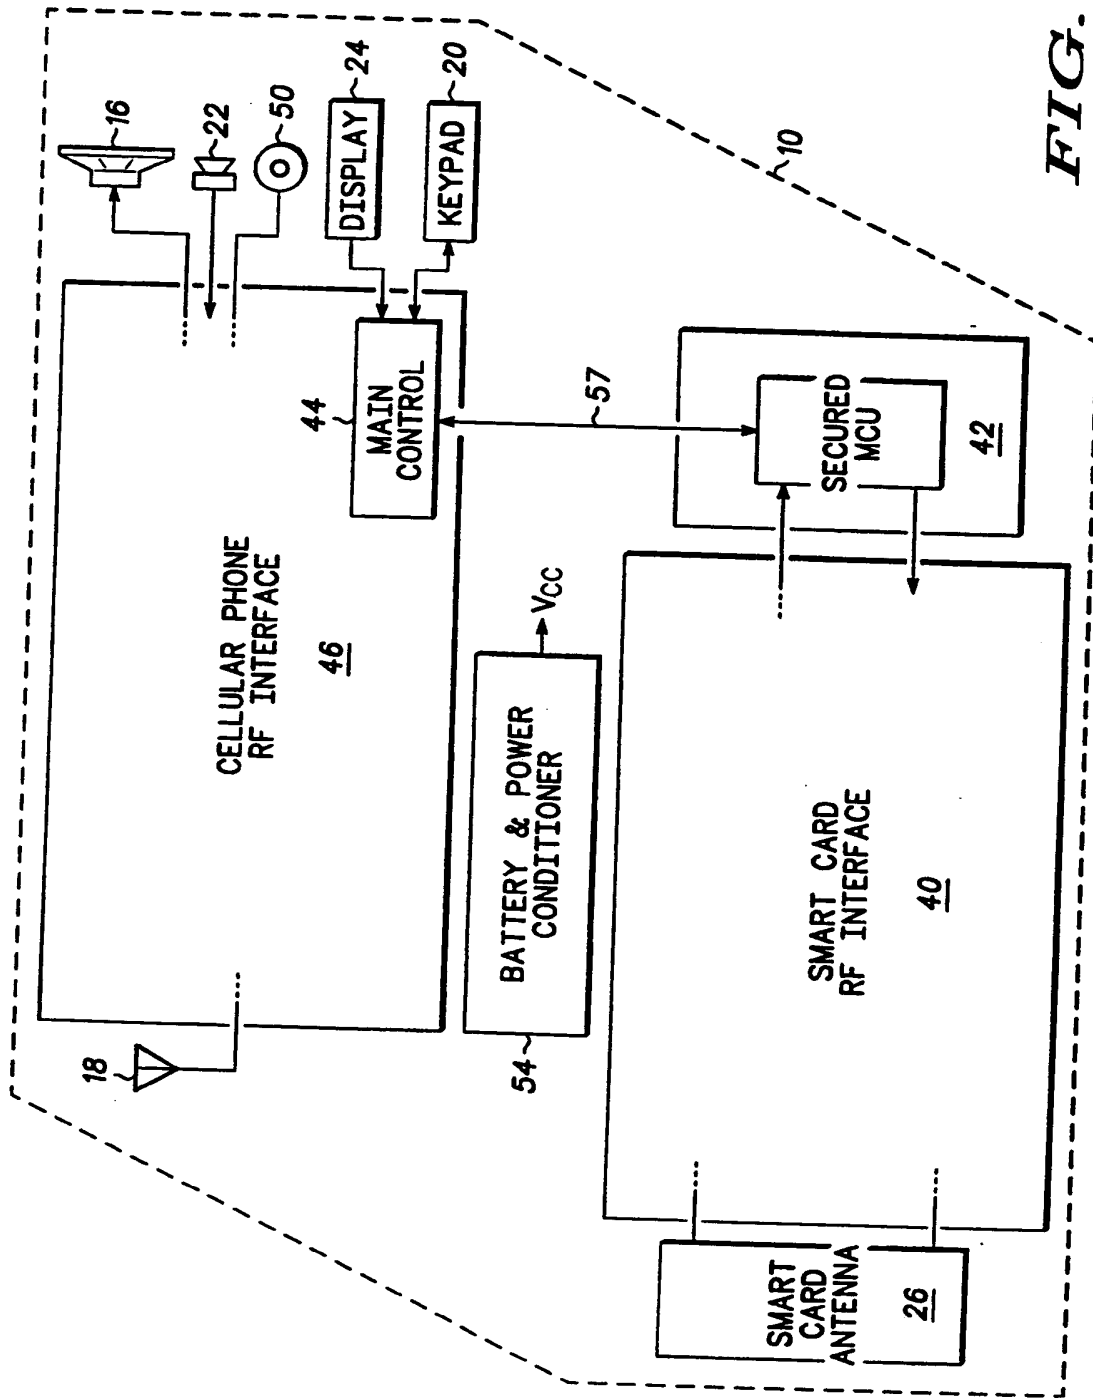 18
CELLULAR PHONE
RF INTERFACE
46
16
22
50
44
MAIN
CONTROL
DISPLAY
24
KEYPAD
20
54
BATTERY & POWER
CONDITIONER
VCC
57
10
SMART
CARD
ANTENNA
26
SMART CARD
RF INTERFACE
40
SECURED
MCU
42
FIG.